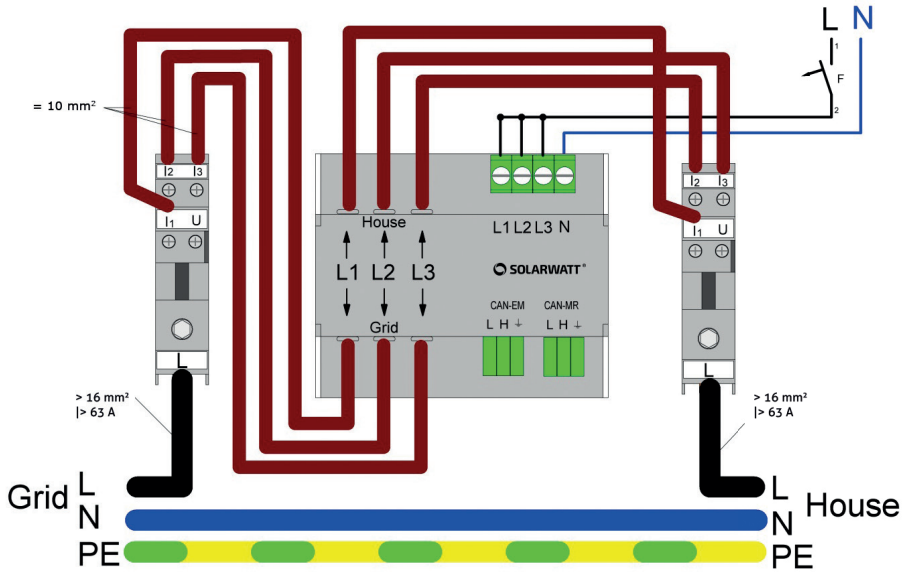 L N
1
F
2
= 10 mm²
I2 I3
I1 U
L
> 16 mm²
|> 63 A
House
L1 L2 L3
Grid
L1 L2 L3 N
SOLARWATT®
CAN-EM CAN-MR
L H ⏚ L H ⏚
I2 I3
I1 U
L
> 16 mm²
|> 63 A
Grid L
N
PE
L House
N
PE